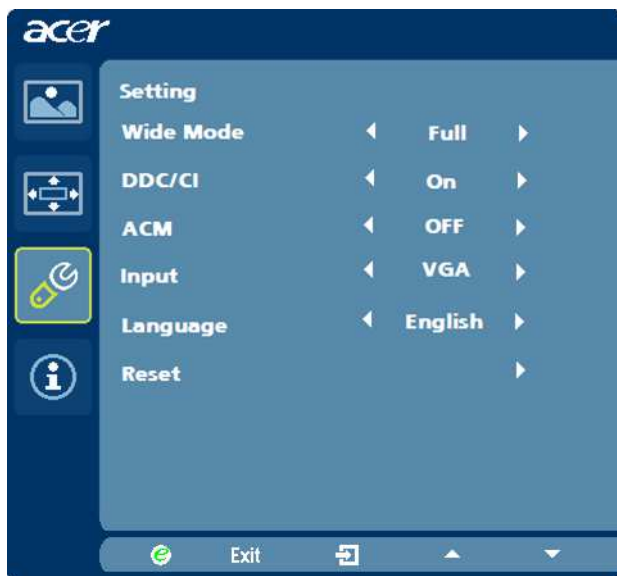 acer
Setting
Wide Mode Full
DDC/CI On
ACM OFF
Input VGA
Language English
Reset
e Exit